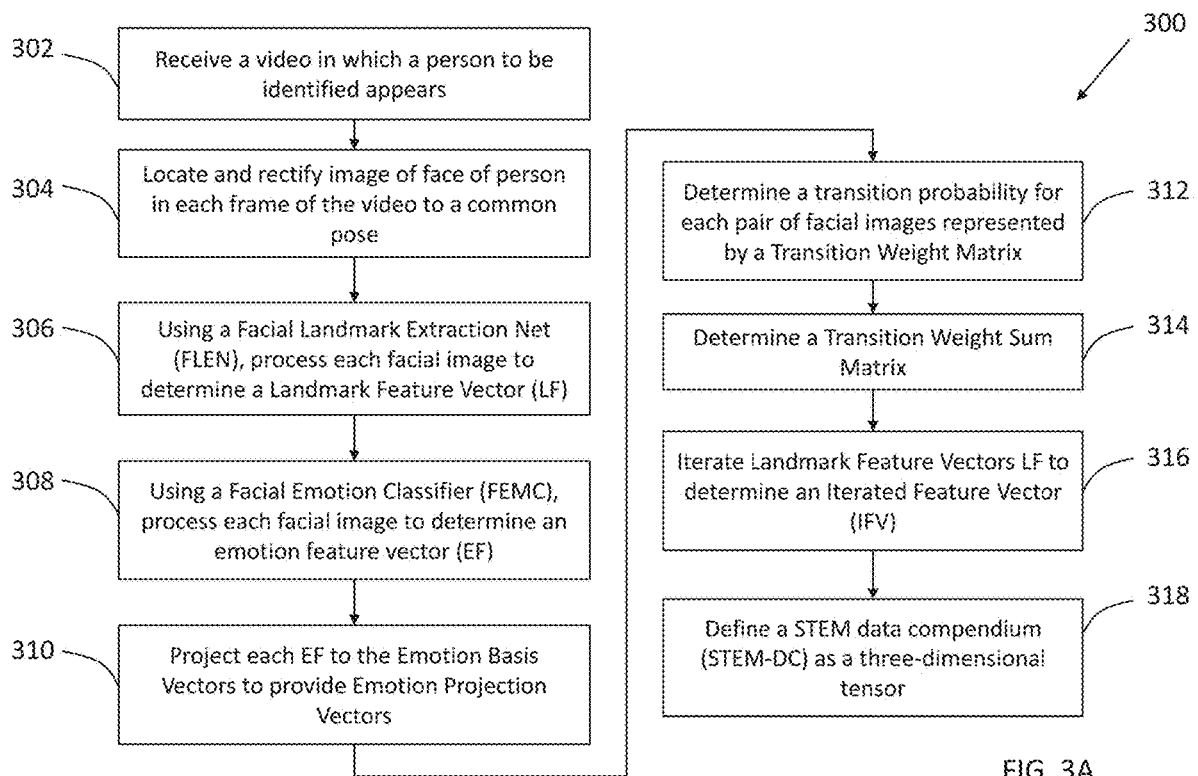 302
Receive a video in which a person to be
identified appears
304
Locate and rectify image of face of person
in each frame of the video to a common
pose
306
Using a Facial Landmark Extraction Net
(FLEN), process each facial image to
determine a Landmark Feature Vector (LF)
308
Using a Facial Emotion Classifier (FEMC),
process each facial image to determine an
emotion feature vector (EF)
310
Project each EF to the Emotion Basis
Vectors to provide Emotion Projection
Vectors
300
Determine a transition probability for
each pair of facial images represented
by a Transition Weight Matrix
312
Determine a Transition Weight Sum
Matrix
314
Iterate Landmark Feature Vectors LF to
determine an Iterated Feature Vector
(IFV)
316
Define a STEM data compendium
(STEM-DC) as a three-dimensional
tensor
318
FIG. 3A